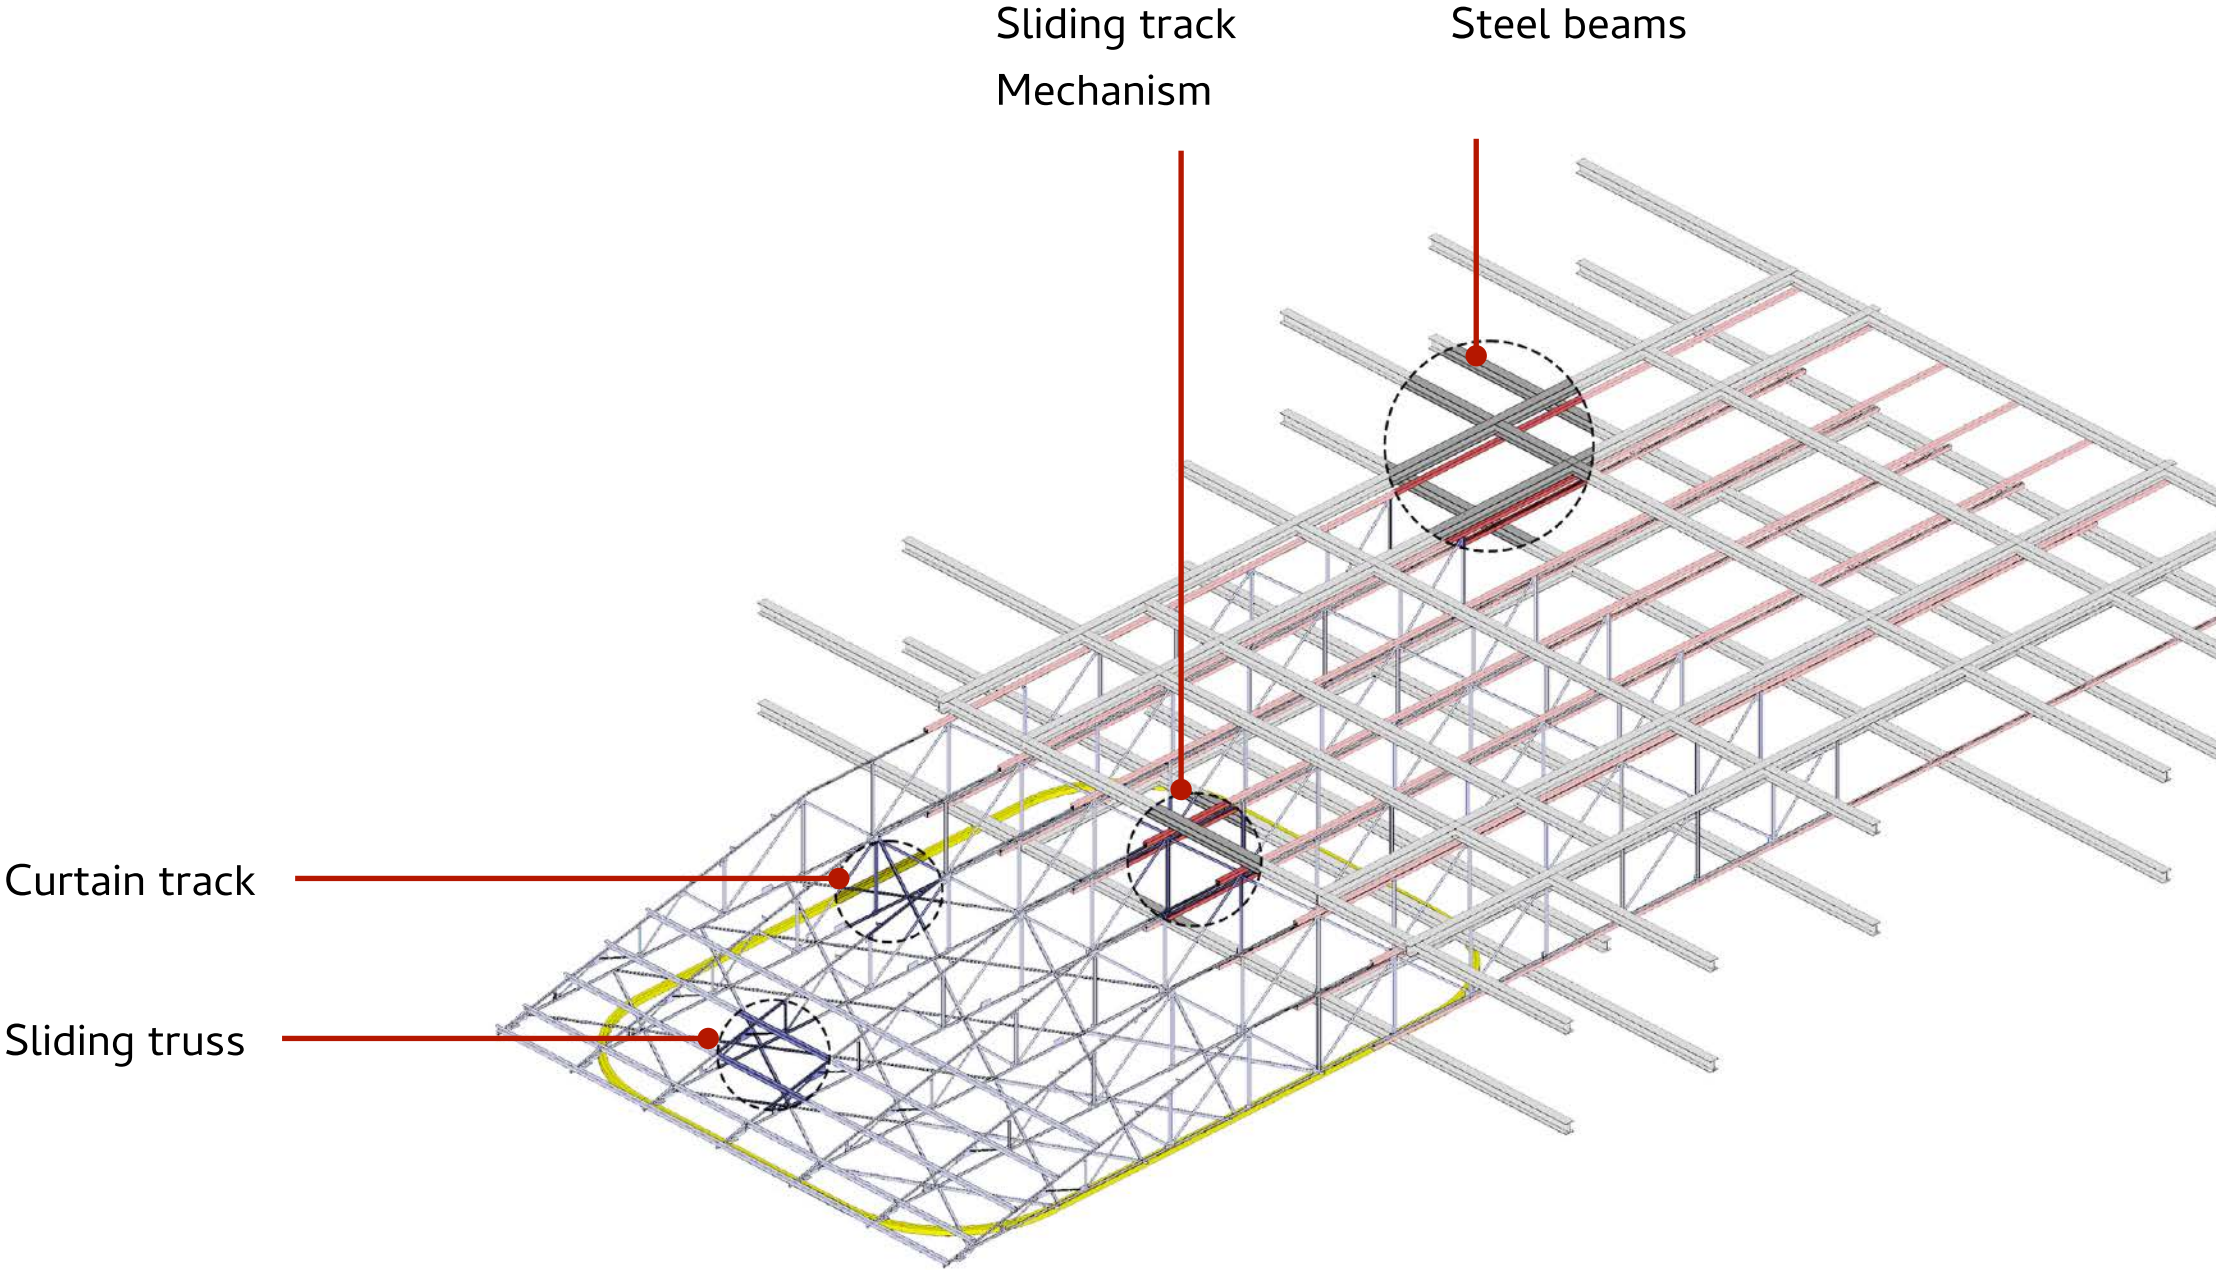 Sliding track
Mechanism
Steel beams
Curtain track
Sliding truss